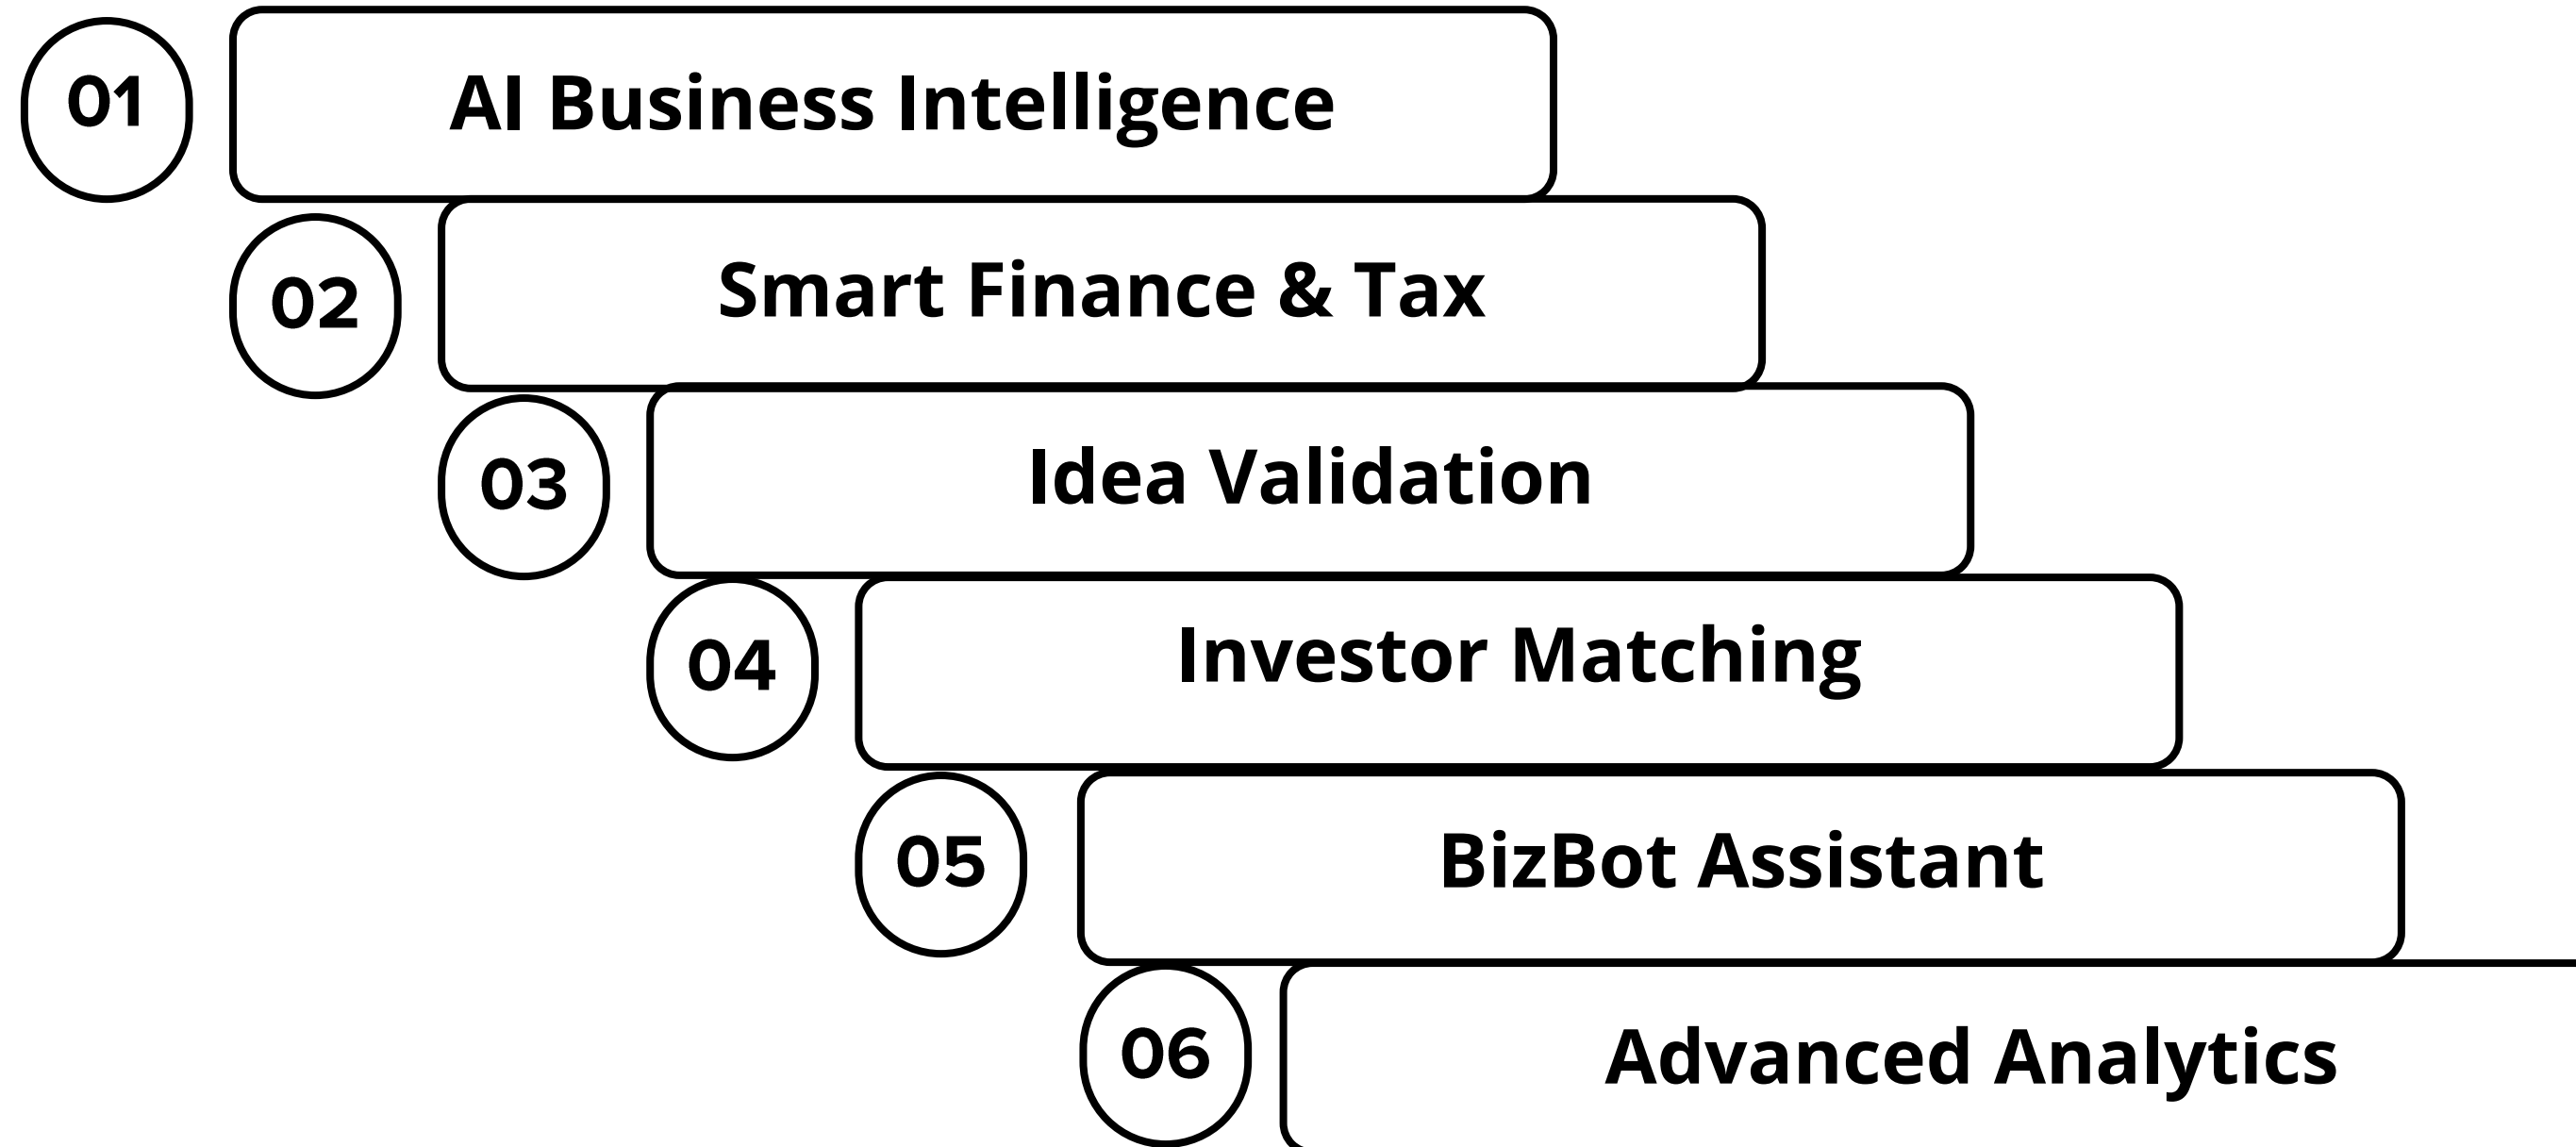 01
AI Business Intelligence
02
Smart Finance & Tax
03
Idea Validation
04
Investor Matching
05
BizBot Assistant
06
Advanced Analytics